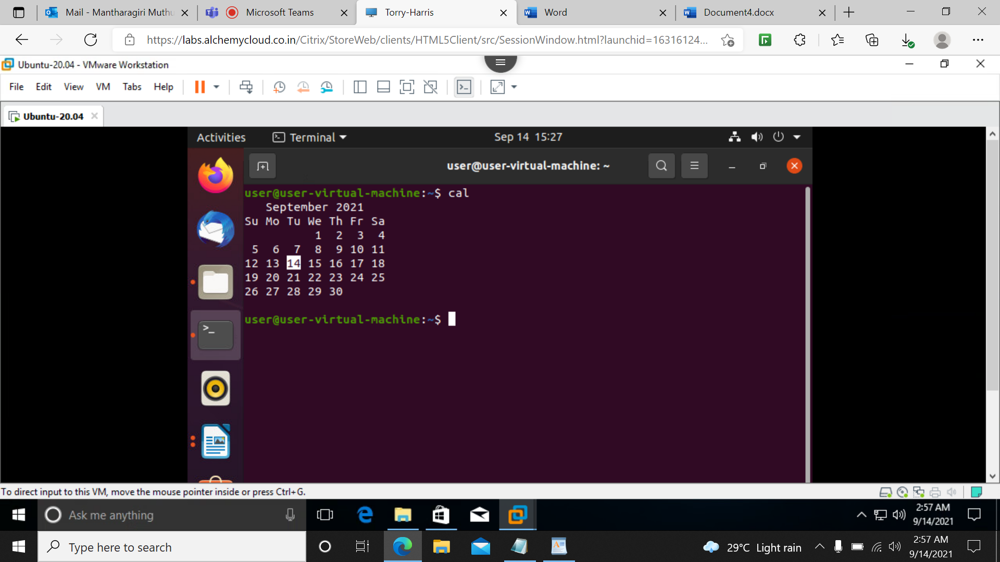 Mail - Mantharagiri Muthu
Microsoft Teams
Torry-Harris
Word
Document4.docx
https://labs.alchemycloud.co.in/Citrix/StoreWeb/clients/HTML5Client/src/SessionWindow.html?launchid=16316124...
Ubuntu-20.04 - VMware Workstation
File Edit View VM Tabs Help
Ubuntu-20.04
Activities Terminal Sep 14 15:27
user@user-virtual-machine: ~
user@user-virtual-machine:~$ cal
September 2021
Su Mo Tu We Th Fr Sa
1 2 3 4
5 6 7 8 9 10 11
12 13 14 15 16 17 18
19 20 21 22 23 24 25
26 27 28 29 30
user@user-virtual-machine:~$
To direct input to this VM, move the mouse pointer inside or press Ctrl+G.
Ask me anything
2:57 AM
9/14/2021
Type here to search
29°C Light rain
2:57 AM
9/14/2021